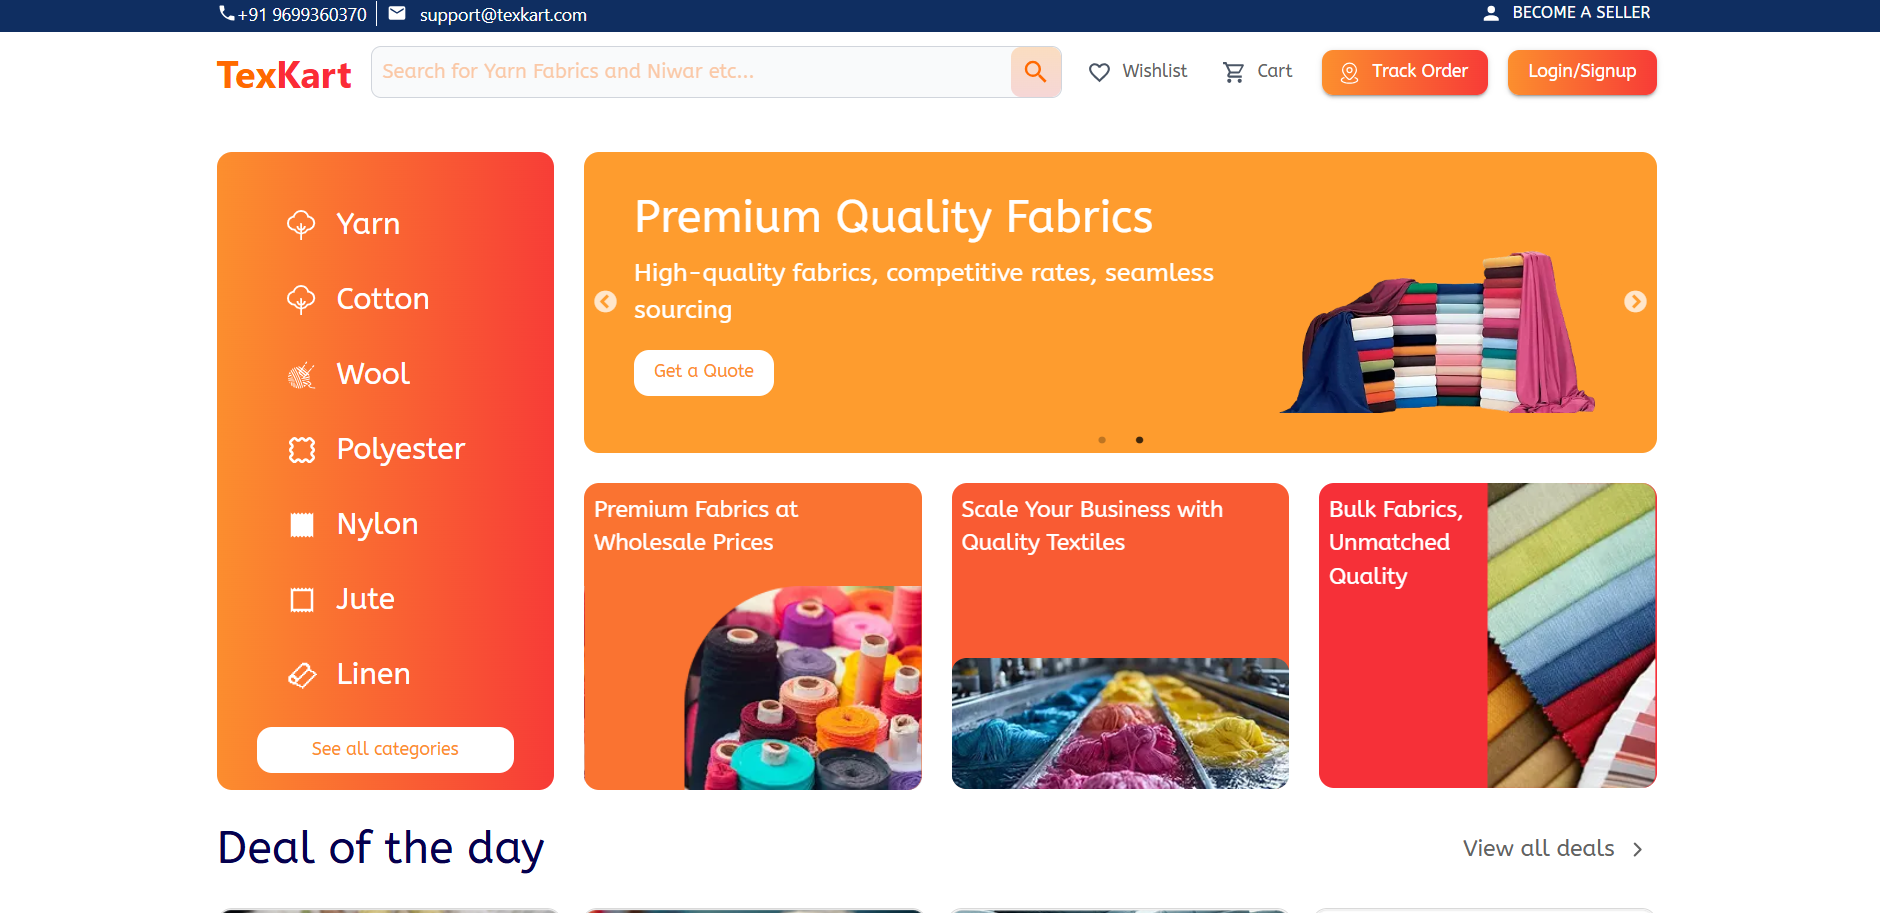 +91 9699360370
support@texkart.com
BECOME A SELLER
TexKart
Search for Yarn Fabrics and Niwar etc...
Wishlist
Cart
Track Order
Login/Signup
Yarn
Cotton
Wool
Polyester
Nylon
Jute
Linen
See all categories
Premium Quality Fabrics
High-quality fabrics, competitive rates, seamless
sourcing
Get a Quote
Premium Fabrics at
Wholesale Prices
Scale Your Business with
Quality Textiles
Bulk Fabrics,
Unmatched
Quality
Deal of the day
View all deals